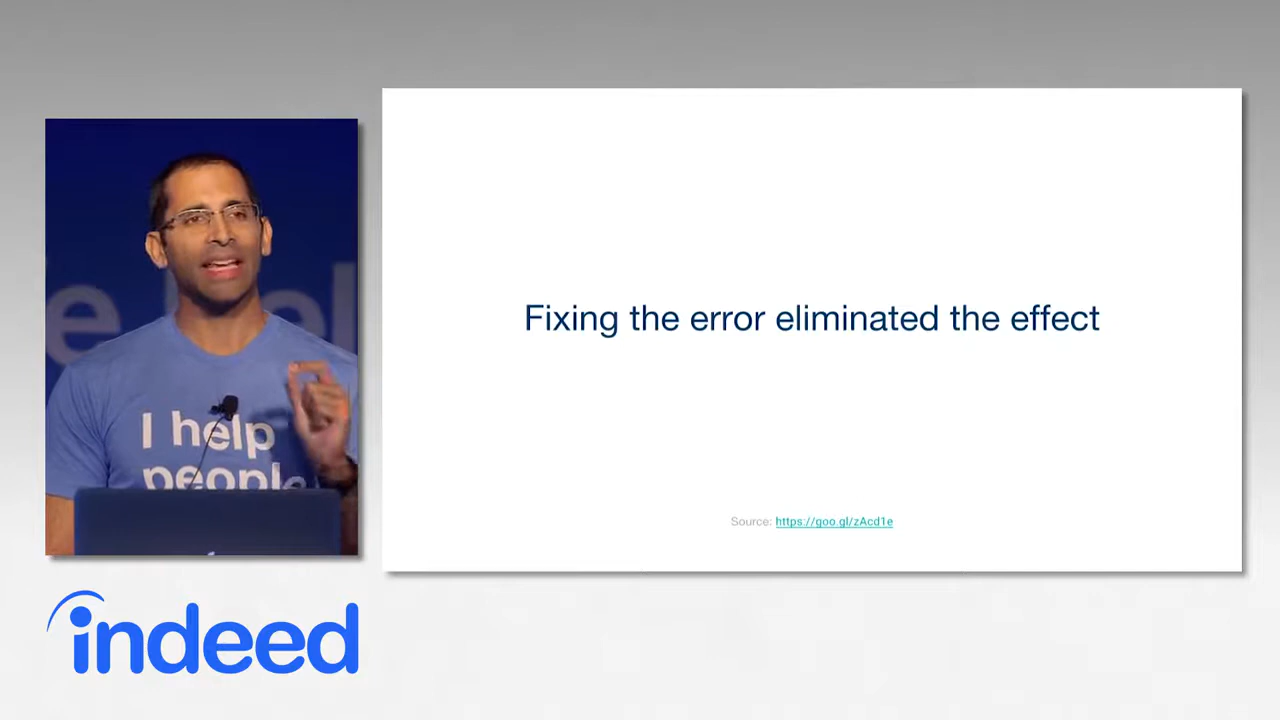 I help
people
indeed
Fixing the error eliminated the effect
Source: https://goo.gl/zAcd1e